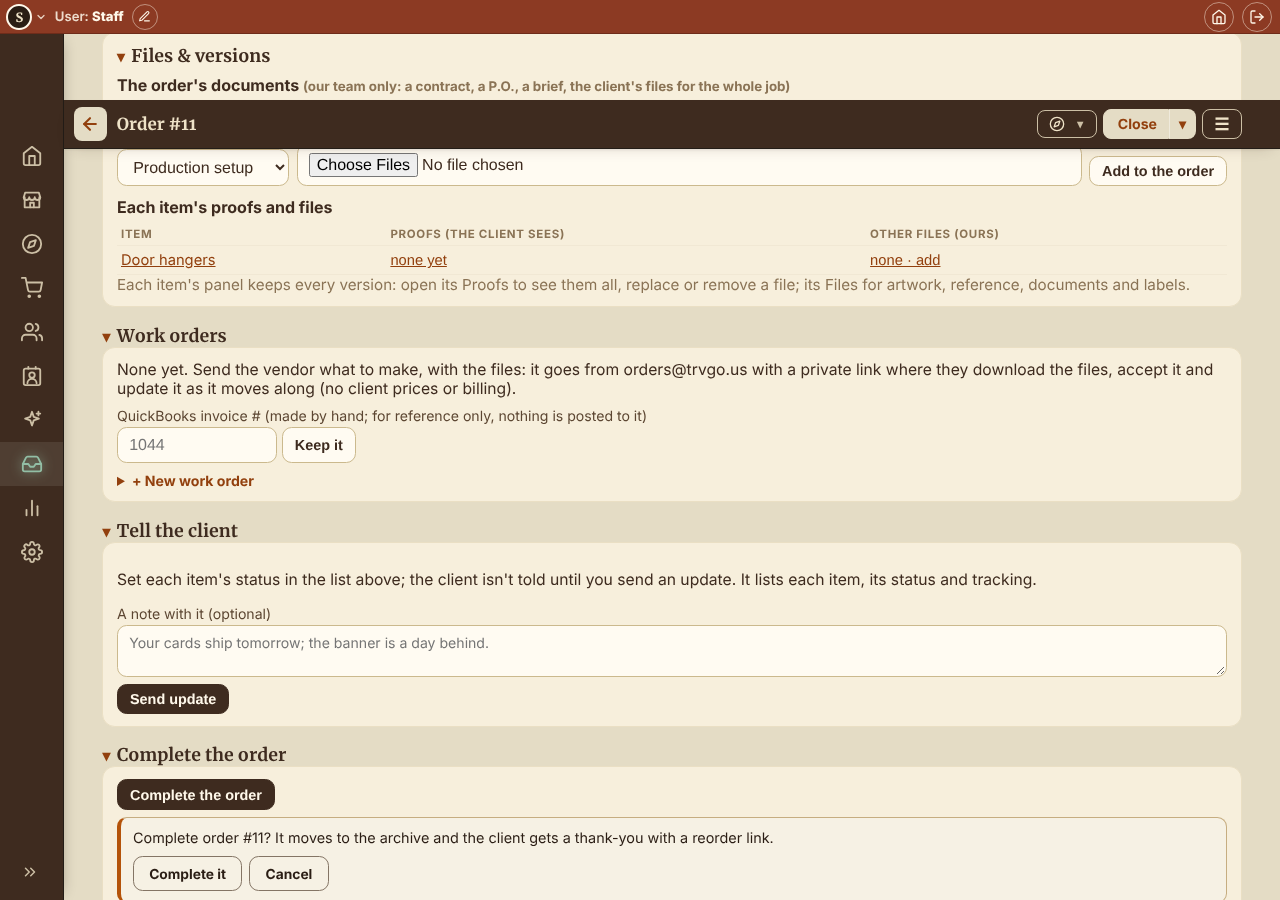 S
User: Staff
▾ Files & versions
The order's documents (our team only: a contract, a P.O., a brief, the client's files for the whole job)
Order #11
Close ▾
Production setup
Choose Files No file chosen
Add to the order
Each item's proofs and files
ITEM PROOFS (THE CLIENT SEES) OTHER FILES (OURS)
Door hangers none yet none · add
Each item's panel keeps every version: open its Proofs to see them all, replace or remove a file; its Files for artwork, reference, documents and labels.
▾ Work orders
None yet. Send the vendor what to make, with the files: it goes from orders@trvgo.us with a private link where they download the files, accept it and
update it as it moves along (no client prices or billing).
QuickBooks invoice # (made by hand; for reference only, nothing is posted to it)
1044 Keep it
+ New work order
▾ Tell the client
Set each item's status in the list above; the client isn't told until you send an update. It lists each item, its status and tracking.
A note with it (optional)
Your cards ship tomorrow; the banner is a day behind.
Send update
▾ Complete the order
Complete the order
Complete order #11? It moves to the archive and the client gets a thank-you with a reorder link.
Complete it Cancel